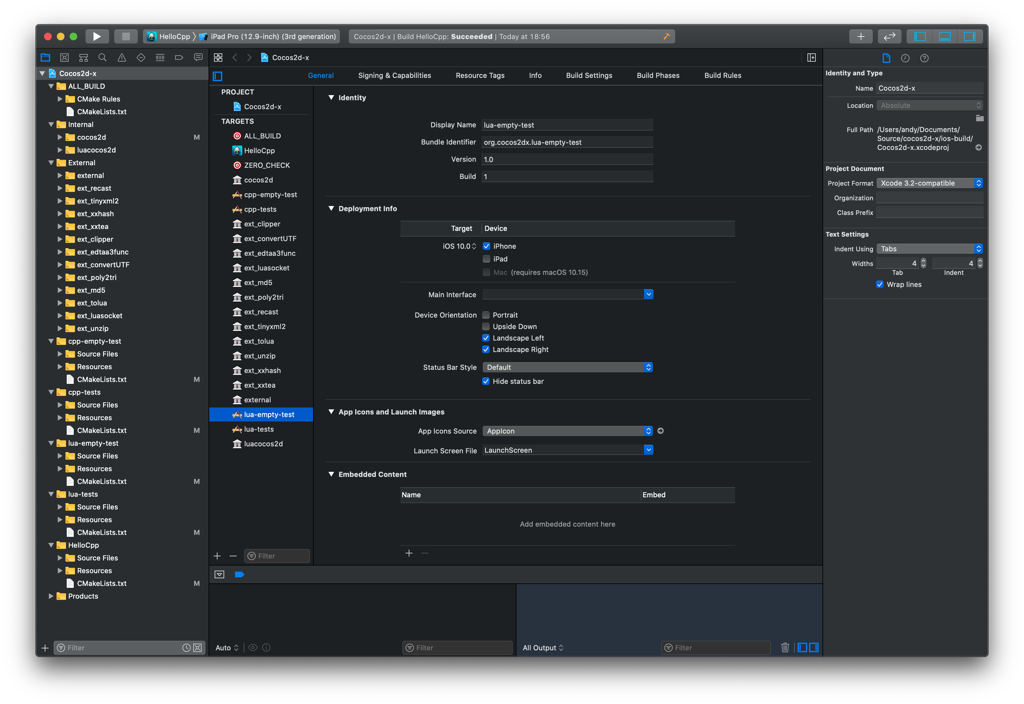 HelloCpp
iPad Pro (12.9-inch) (3rd generation)
Cocos2d-x | Build HelloCpp: Succeeded | Today at 18:56
Cocos2d-x
ALL_BUILD
CMake Rules
CMakeLists.txt
Internal
cocos2d M
luacocos2d
External
external
ext_recast
ext_tinyxml2
ext_xxhash
ext_xxtea
ext_clipper
ext_edtaa3func
ext_convertUTF
ext_poly2tri
ext_md5
ext_tolua
ext_luasocket
ext_unzip
cpp-empty-test
Source Files
Resources
CMakeLists.txt M
cpp-tests
Source Files
Resources
CMakeLists.txt M
lua-empty-test
Source Files
Resources
CMakeLists.txt M
lua-tests
Source Files
Resources
CMakeLists.txt M
HelloCpp
Source Files
Resources
CMakeLists.txt M
Products
Filter
Cocos2d-x
General Signing & Capabilities Resource Tags Info Build Settings Build Phases Build Rules
PROJECT
Cocos2d-x
TARGETS
ALL_BUILD
HelloCpp
ZERO_CHECK
cocos2d
cpp-empty-test
cpp-tests
ext_clipper
ext_convertUTF
ext_edtaa3func
ext_luasocket
ext_md5
ext_poly2tri
ext_recast
ext_tinyxml2
ext_tolua
ext_unzip
ext_xxhash
ext_xxtea
external
lua-empty-test
lua-tests
luacocos2d
Filter
Identity
Display Name lua-empty-test
Bundle Identifier org.cocos2dx.lua-empty-test
Version 1.0
Build 1
Deployment Info
Target Device
iOS 10.0 iPhone
iPad
Mac (requires macOS 10.15)
Main Interface
Device Orientation Portrait
Upside Down
Landscape Left
Landscape Right
Status Bar Style Default
Hide status bar
App Icons and Launch Images
App Icons Source AppIcon
Launch Screen File LaunchScreen
Embedded Content
Name Embed
Add embedded content here
Auto
Filter
All Output
Filter
Identity and Type
Name Cocos2d-x
Location Absolute
Full Path /Users/andy/Documents/
Source/cocos2d-x/ios-build/
Cocos2d-x.xcodeproj
Project Document
Project Format Xcode 3.2-compatible
Organization
Class Prefix
Text Settings
Indent Using Tabs
Widths 4 4
Tab Indent
Wrap lines